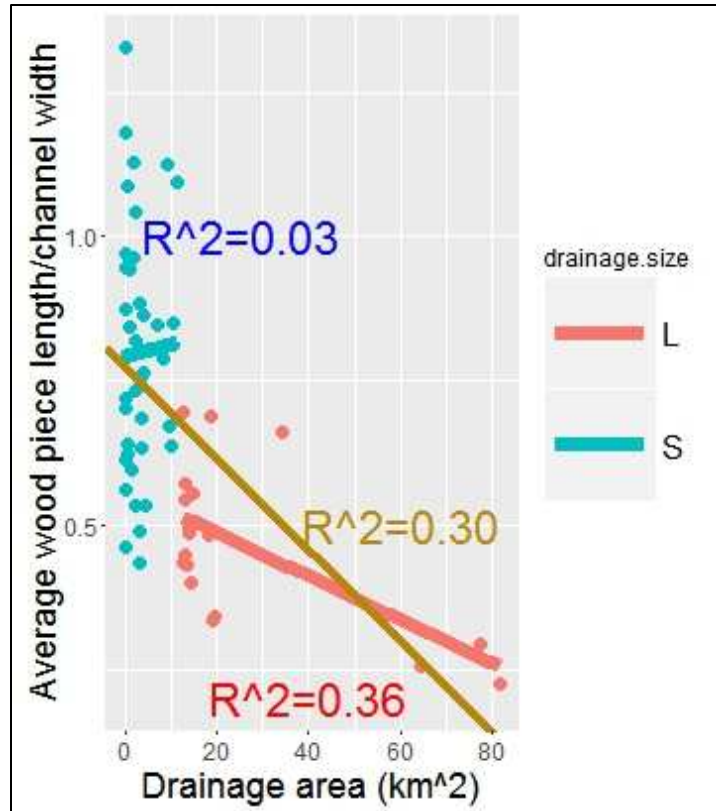 Average wood piece length/channel width
1.0
0.5
R^2=0.03
R^2=0.30
R^2=0.36
0 20 40 60 80
Drainage area (km^2)
drainage.size
L
S